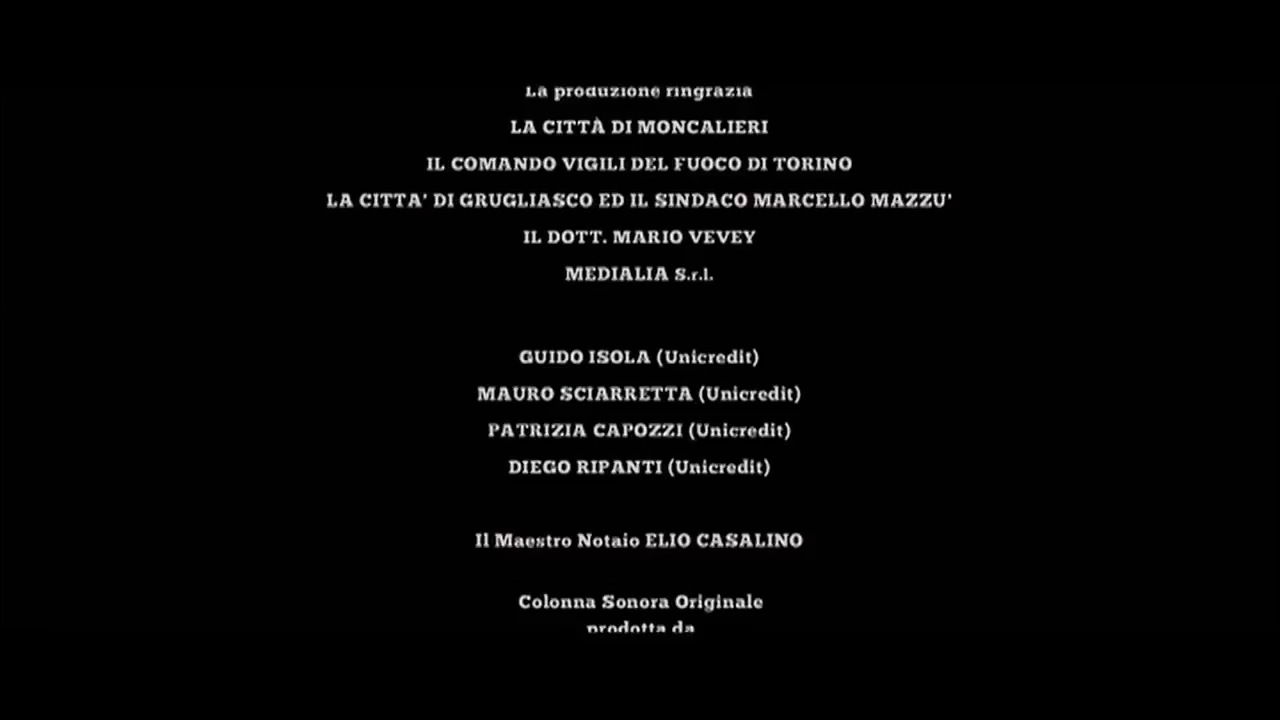 La produzione ringrazia
LA CITTÀ DI MONCALIERI
IL COMANDO VIGILI DEL FUOCO DI TORINO
LA CITTA' DI GRUGLIASCO ED IL SINDACO MARCELLO MAZZU'
IL DOTT. MARIO VEVEY
MEDIALIA S.r.l.
GUIDO ISOLA (Unicredit)
MAURO SCIARRETTA (Unicredit)
PATRIZIA CAPOZZI (Unicredit)
DIEGO RIPANTI (Unicredit)
Il Maestro Notaio ELIO CASALINO
Colonna Sonora Originale
prodotta da